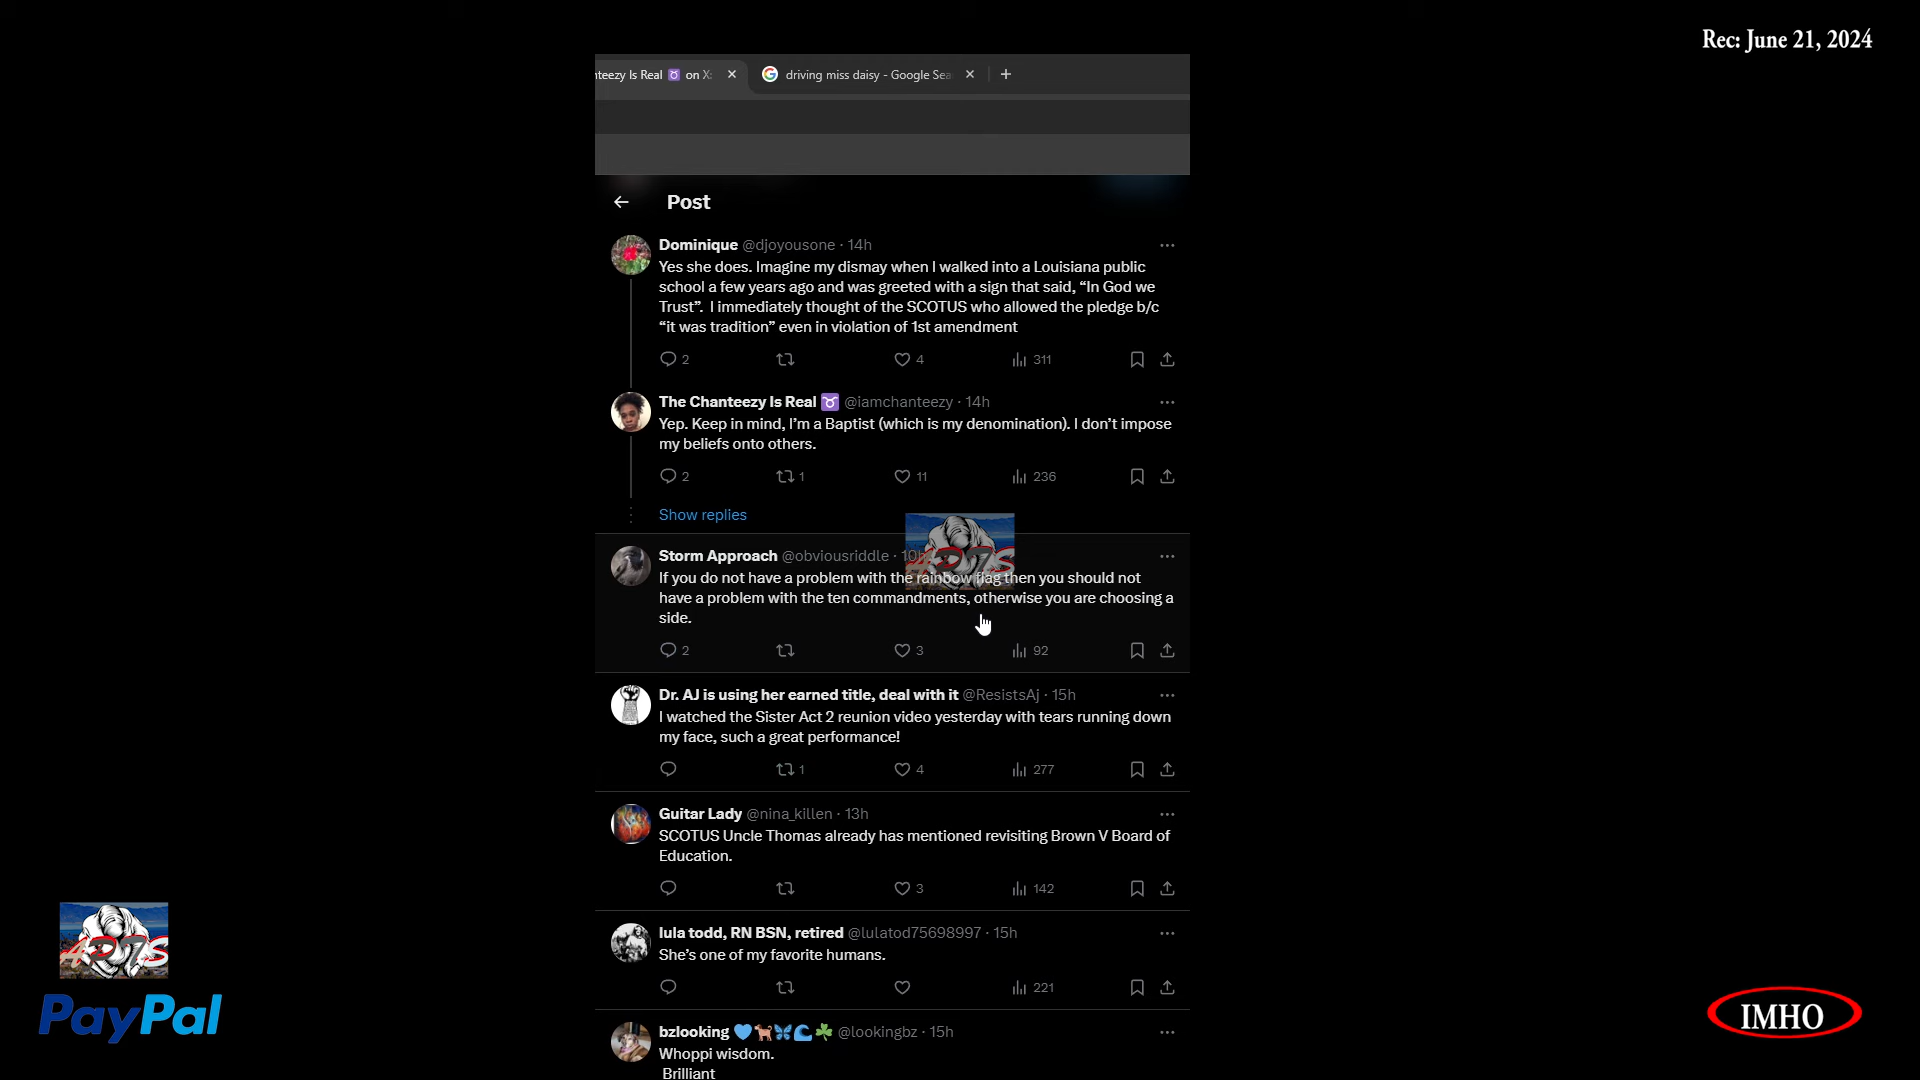 Rec: June 21, 2024
nteezy Is Real ♉ on X:
driving miss daisy - Google Sea
Post
Dominique @djoyousone · 14h
Yes she does. Imagine my dismay when I walked into a Louisiana public
school a few years ago and was greeted with a sign that said, “In God we
Trust”. I immediately thought of the SCOTUS who allowed the pledge b/c
“it was tradition” even in violation of 1st amendment
2 4 311
The Chanteezy Is Real ♉ @iamchanteezy · 14h
Yep. Keep in mind, I’m a Baptist (which is my denomination). I don’t impose
my beliefs onto others.
2 1 11 236
Show replies
Storm Approach @obviousriddle · 10h
If you do not have a problem with the rainbow flag then you should not
have a problem with the ten commandments, otherwise you are choosing a
side.
2 3 92
Dr. AJ is using her earned title, deal with it @ResistsAj · 15h
I watched the Sister Act 2 reunion video yesterday with tears running down
my face, such a great performance!
1 4 277
Guitar Lady @nina_killen · 13h
SCOTUS Uncle Thomas already has mentioned revisiting Brown V Board of
Education.
3 142
lula todd, RN BSN, retired @lulatod75698997 · 15h
She’s one of my favorite humans.
221
bzlooking 💙🐕🦋🌊☘️ @lookingbz · 15h
Whoppi wisdom.
Brilliant
PayPal
IMHO